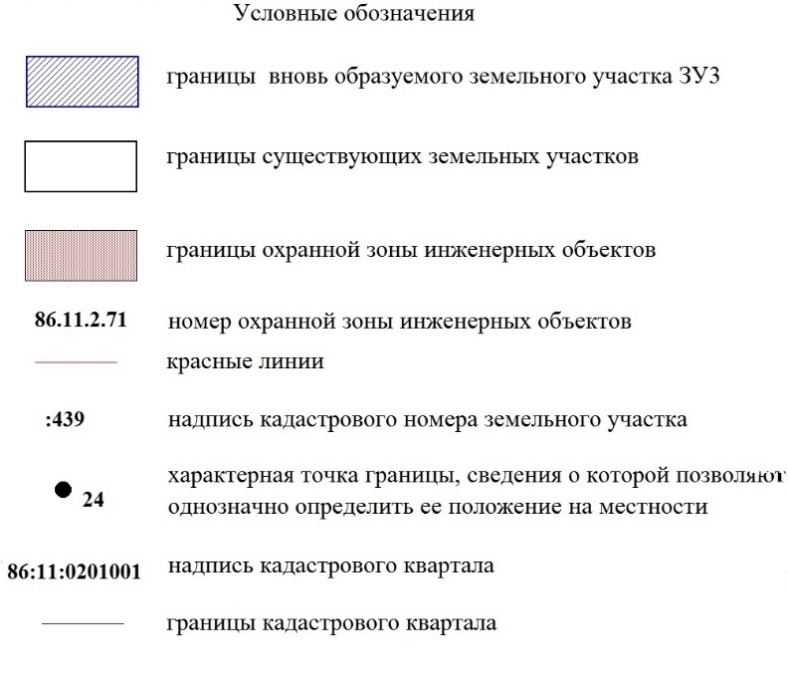 Условные обозначения
границы вновь образуемого земельного участка ЗУ3
границы существующих земельных участков
границы охранной зоны инженерных объектов
86.11.2.71 номер охранной зоны инженерных объектов
красные линии
:439 надпись кадастрового номера земельного участка
характерная точка границы, сведения о которой позволяют
24 однозначно определить ее положение на местности
86:11:0201001 надпись кадастрового квартала
границы кадастрового квартала